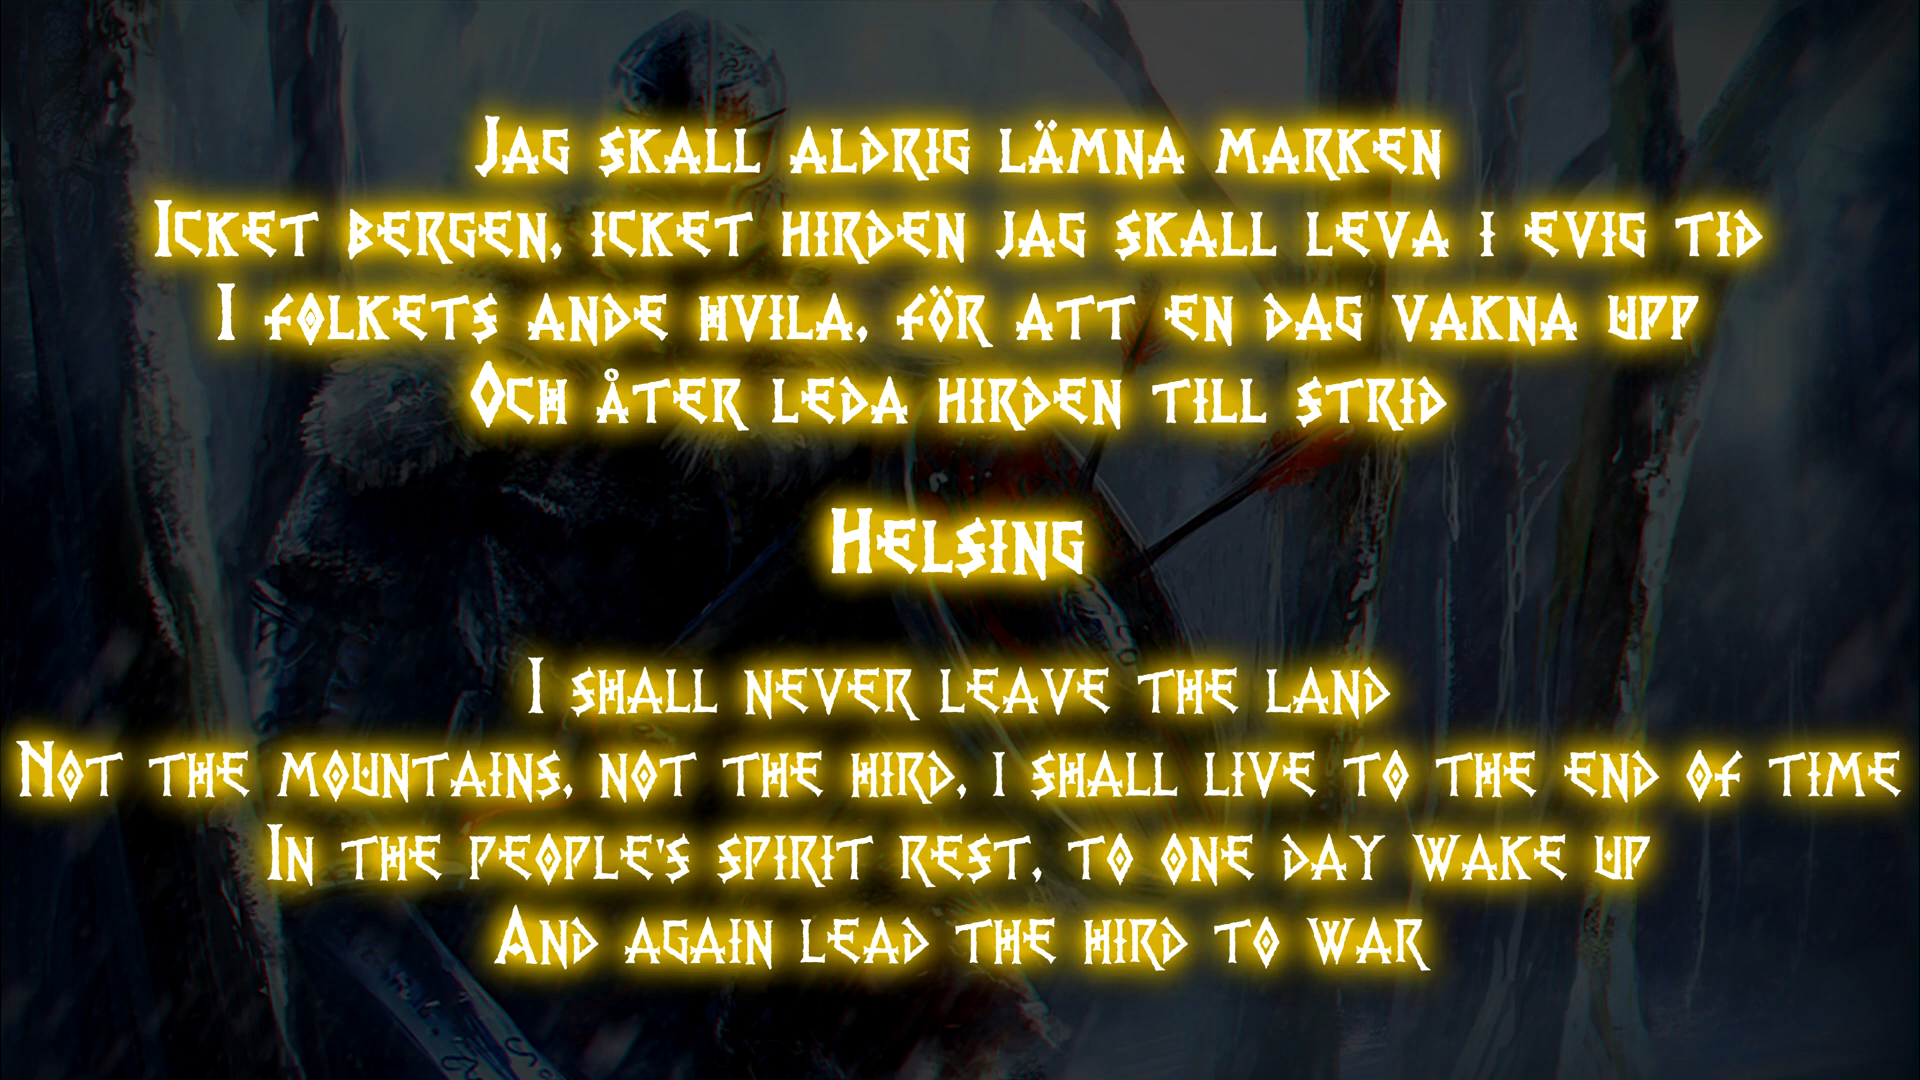 Jag skall aldrig lämna marken
Icket bergen, icket hirden jag skall leva i evig tid
I folkets ande hvila, för att en dag vakna upp
Och åter leda hirden till strid
Helsing
I shall never leave the land
Not the mountains, not the hird, i shall live to the end of time
In the people's spirit rest, to one day wake up
And again lead the hird to war